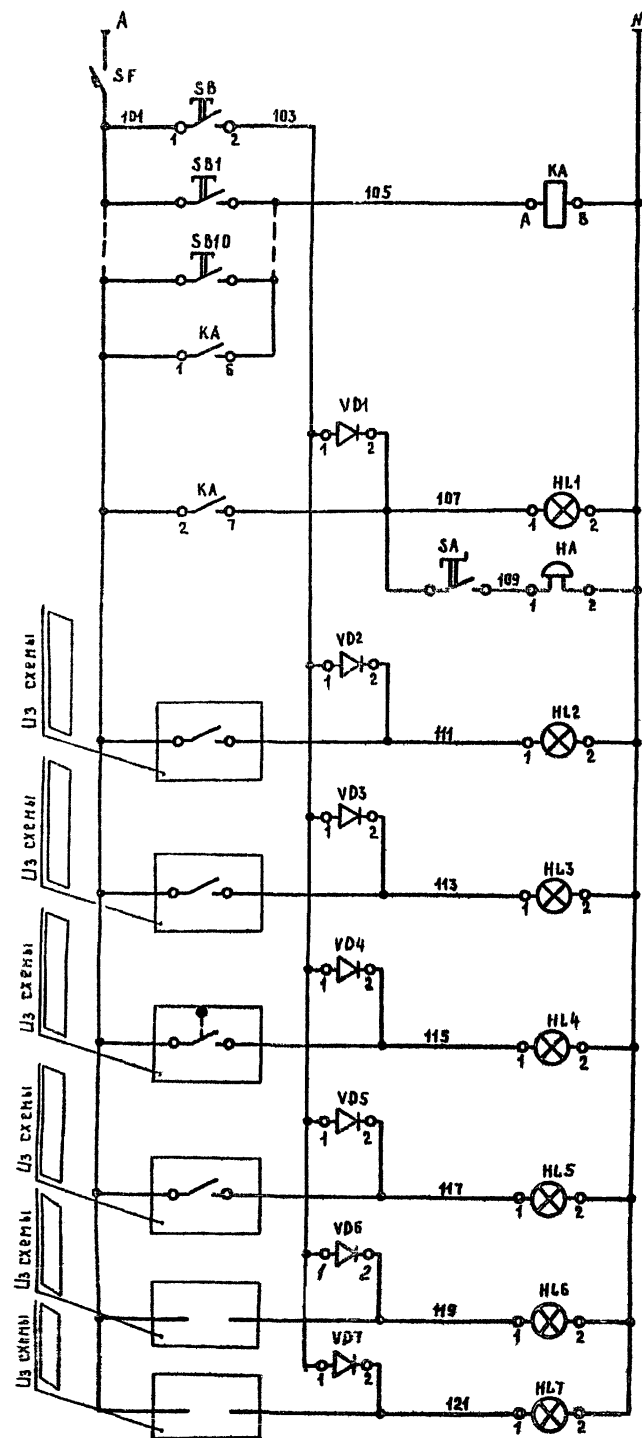 A N
SF
SB
101 103
1 2
SB1
105
KA
A B
SB10
KA
1 6
VD1
1 2
KA
107
HL1
2 7
1 2
SA
109
HA
1 2
Из схемы
VD2
1 2
111
HL2
1 2
Из схемы
VD3
1 2
113
HL3
1 2
Из схемы
VD4
1 2
115
HL4
1 2
Из схемы
VD5
1 2
117
HL5
1 2
Из схемы
VD6
1 2
119
HL6
1 2
Из схемы
VD7
1 2
121
HL7
1 2